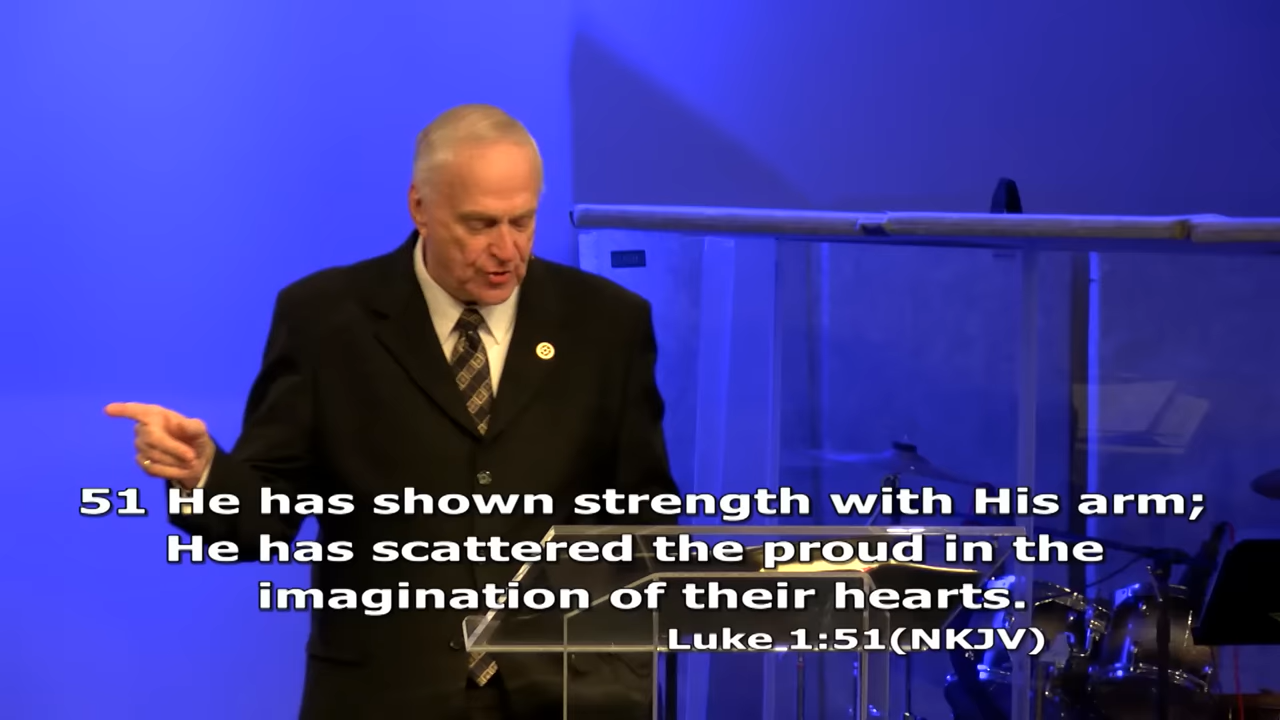 51 He has shown strength with His arm;
He has scattered the proud in the
imagination of their hearts.
Luke 1:51(NKJV)